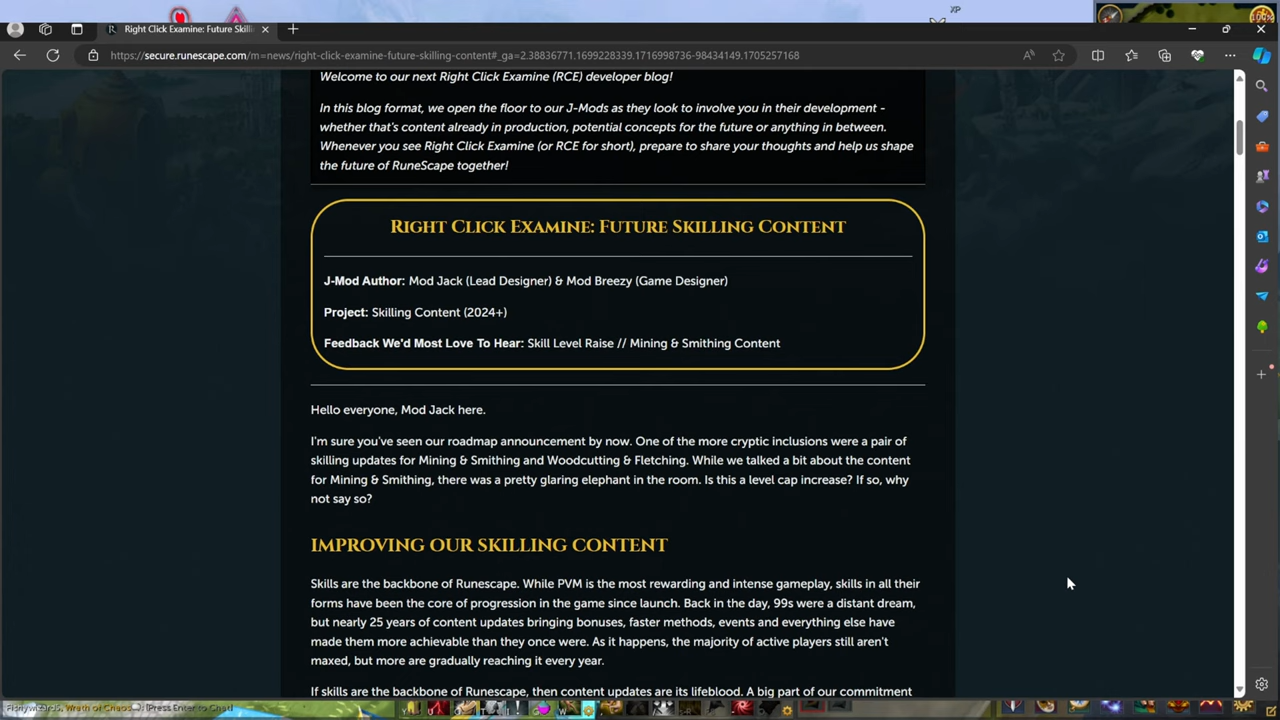 XP
100%
Right Click Examine: Future Skilli
https://secure.runescape.com/m=news/right-click-examine-future-skilling-content#_ga=2.38836771.1699228339.1716998736-98434149.1705257168
Welcome to our next Right Click Examine (RCE) developer blog!
In this blog format, we open the floor to our J-Mods as they look to involve you in their development -
whether that's content already in production, potential concepts for the future or anything in between.
Whenever you see Right Click Examine (or RCE for short), prepare to share your thoughts and help us shape
the future of RuneScape together!
Right Click Examine: Future Skilling Content
J-Mod Author: Mod Jack (Lead Designer) & Mod Breezy (Game Designer)
Project: Skilling Content (2024+)
Feedback We'd Most Love To Hear: Skill Level Raise // Mining & Smithing Content
Hello everyone, Mod Jack here.
I'm sure you've seen our roadmap announcement by now. One of the more cryptic inclusions were a pair of
skilling updates for Mining & Smithing and Woodcutting & Fletching. While we talked a bit about the content
for Mining & Smithing, there was a pretty glaring elephant in the room. Is this a level cap increase? If so, why
not say so?
Improving our Skilling Content
Skills are the backbone of Runescape. While PVM is the most rewarding and intense gameplay, skills in all their
forms have been the core of progression in the game since launch. Back in the day, 99s were a distant dream,
but nearly 25 years of content updates bringing bonuses, faster methods, events and everything else have
made them more achievable than they once were. As it happens, the majority of active players still aren't
maxed, but more are gradually reaching it every year.
If skills are the backbone of Runescape, then content updates are its lifeblood. A big part of our commitment
Wrath of Chaos
[Press Enter to Chat]